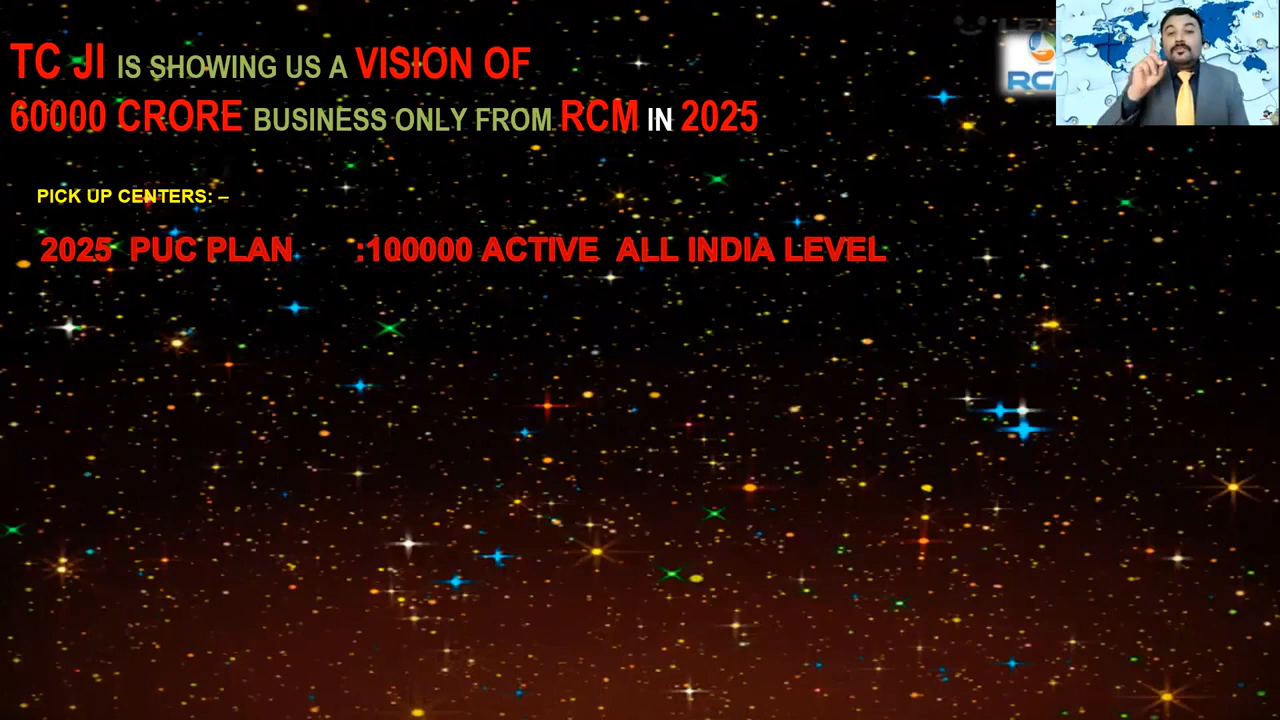 TC JI IS SHOWING US A VISION OF
60000 CRORE BUSINESS ONLY FROM RCM IN 2025
PICK UP CENTERS: –
2025 PUC PLAN :100000 ACTIVE ALL INDIA LEVEL